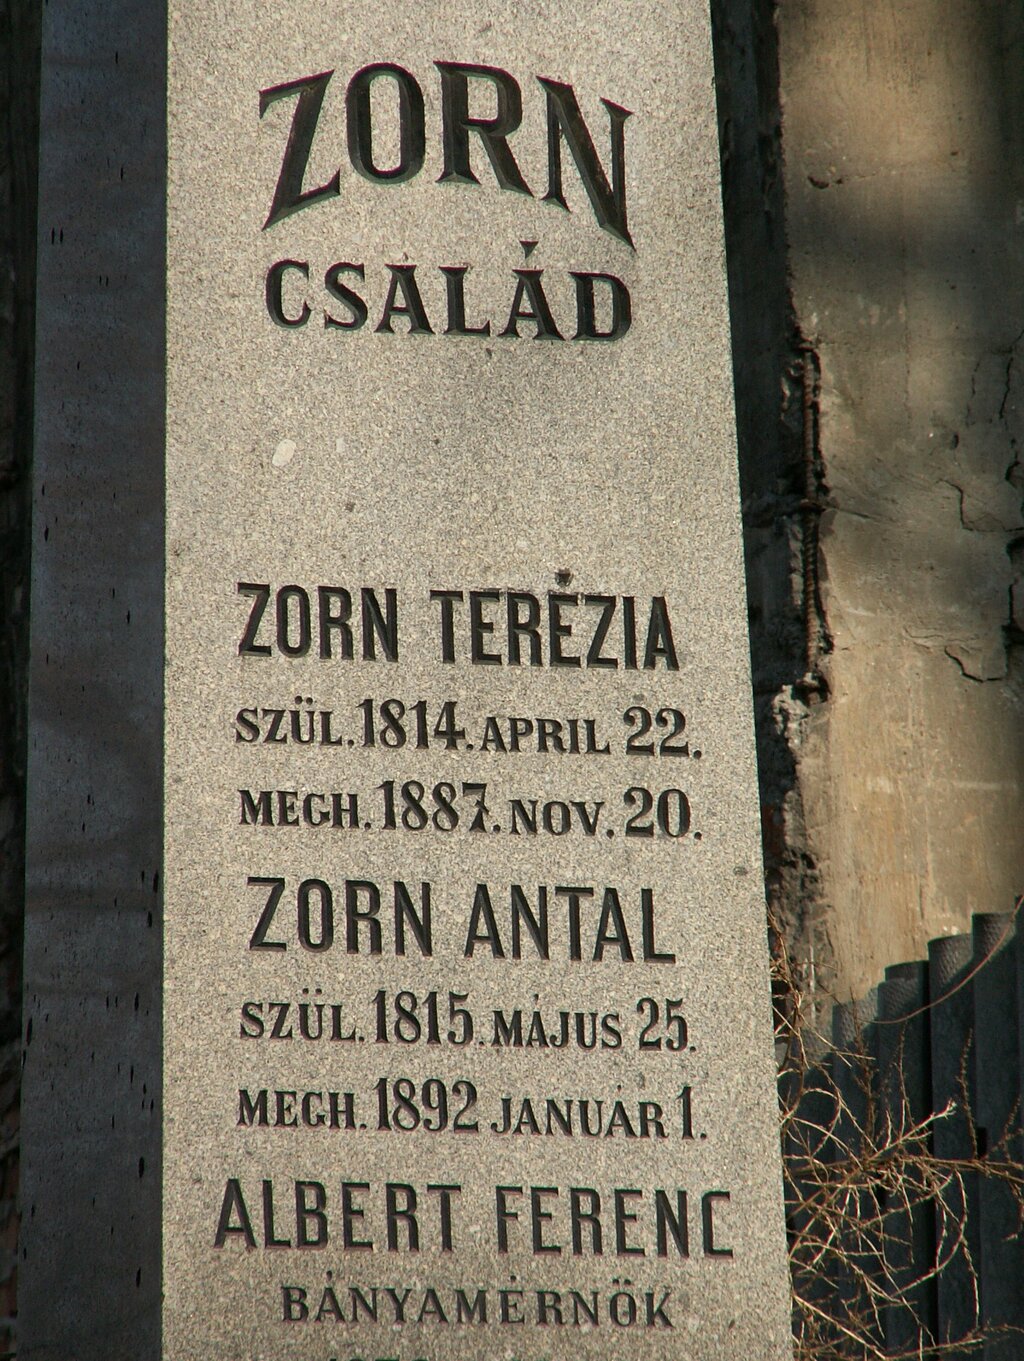 ZORN
CSALÁD
ZORN TERÉZIA
SZÜL. 1814. APRIL 22.
MEGH. 1887. NOV. 20.
ZORN ANTAL
SZÜL. 1815. MÁJUS 25.
MEGH. 1892 JANUÁR 1.
ALBERT FERENC
BÁNYAMÉRNÖK